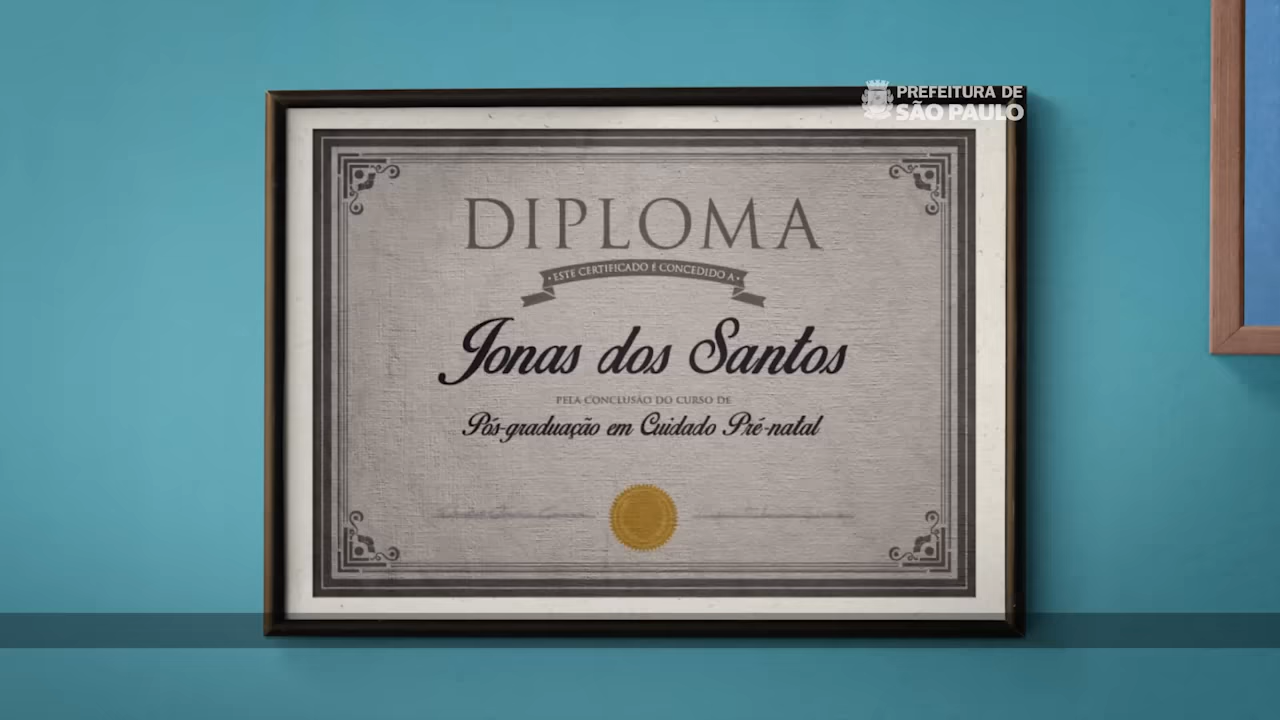 PREFEITURA DE
SÃO PAULO
DIPLOMA
• ESTE CERTIFICADO É CONCEDIDO A •
Jonas dos Santos
PELA CONCLUSÃO DO CURSO DE
Pós-graduação em Cuidado Pré-natal